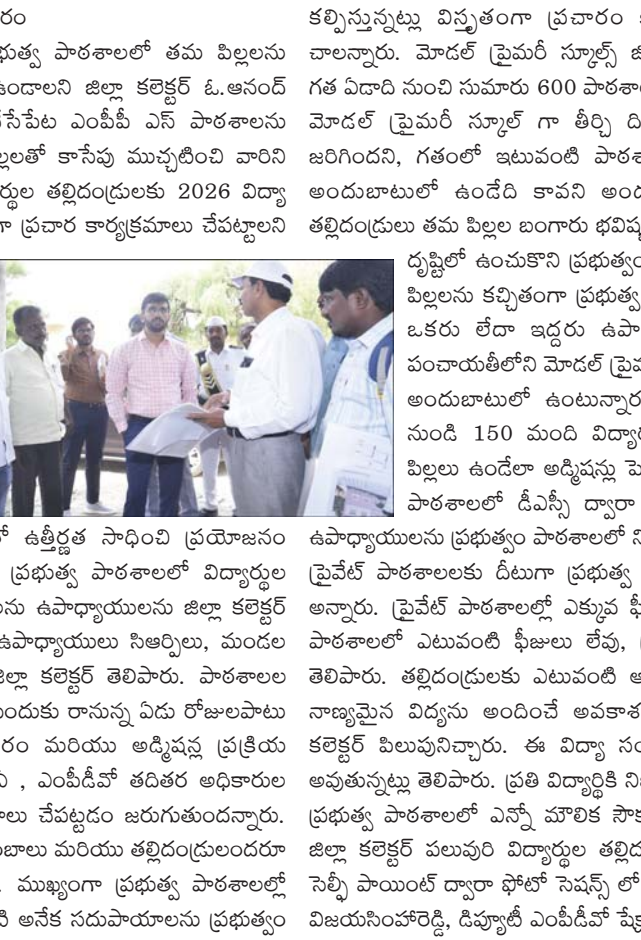 రం
భుత్వ పాఠశాలలో తమ పిల్లలను
ఉండాలని జిల్లా కలెక్టర్ ఓ.ఆనంద్
సేపేట ఎంపీపీ ఎస్ పాఠశాలను
ల్లలతో కాసేపు ముచ్చటించి వారిని
ర్థుల తల్లిదండ్రులకు 2026 విద్యా
గా ప్రచార కార్యక్రమాలు చేపట్టాలని
లో ఉత్తీర్ణత సాధించి ప్రయోజనం
ప్రభుత్వ పాఠశాలలో విద్యార్థుల
లను ఉపాధ్యాయులను జిల్లా కలెక్టర్
ఉపాధ్యాయులు సిఆర్పిలు, మండల
జిల్లా కలెక్టర్ తెలిపారు. పాఠశాలల
ముందుకు రానున్న ఏడు రోజులపాటు
రం మరియు అడ్మిషన్ల ప్రక్రియ
, ఎంపీడీవో తదితర అధికారుల
లు చేపట్టడం జరుగుతుందన్నారు.
బాలు మరియు తల్లిదండ్రులందరూ
. ముఖ్యంగా ప్రభుత్వ పాఠశాలల్లో
ి అనేక సదుపాయాలను ప్రభుత్వం
కల్పిస్తున్నట్లు విస్తృతంగా ప్రచారం
చాలన్నారు. మోడల్ ప్రైమరీ స్కూల్స్
గత ఏడాది నుంచి సుమారు 600 పాఠశా
మోడల్ ప్రైమరీ స్కూల్ గా తీర్చి ది
జరిగిందని, గతంలో ఇటువంటి పాఠశ
అందుబాటులో ఉండేది కావని అంద
తల్లిదండ్రులు తమ పిల్లల బంగారు భవిష్
దృష్టిలో ఉంచుకొని ప్రభుత్వం
పిల్లలను కచ్చితంగా ప్రభుత్వ
ఒకరు లేదా ఇద్దరు ఉపా
పంచాయతీలోని మోడల్ ప్రైమ
అందుబాటులో ఉంటున్నార
నుండి 150 మంది విద్యార్
పిల్లలు ఉండేలా అడ్మిషన్లు పె
పాఠశాలలో డీఎస్సీ ద్వారా
ఉపాధ్యాయులను ప్రభుత్వం పాఠశాలలో ని
ప్రైవేట్ పాఠశాలలకు దీటుగా ప్రభుత్వ
అన్నారు. ప్రైవేట్ పాఠశాలల్లో ఎక్కువ ఫీ
పాఠశాలలో ఎటువంటి ఫీజులు లేవు,
తెలిపారు. తల్లిదండ్రులకు ఎటువంటి ఆ
నాణ్యమైన విద్యను అందించే అవకాశ
కలెక్టర్ పిలుపునిచ్చారు. ఈ విద్యా సం
అవుతున్నట్లు తెలిపారు. ప్రతి విద్యార్థికి ని
ప్రభుత్వ పాఠశాలలో ఎన్నో మౌలిక సౌక
జిల్లా కలెక్టర్ పలువురి విద్యార్థుల తల్లిద
సెల్ఫీ పాయింట్ ద్వారా ఫోటో సెషన్స్ లో
విజయసింహారెడ్డి, డిప్యూటీ ఎంపీడీవో షేక్